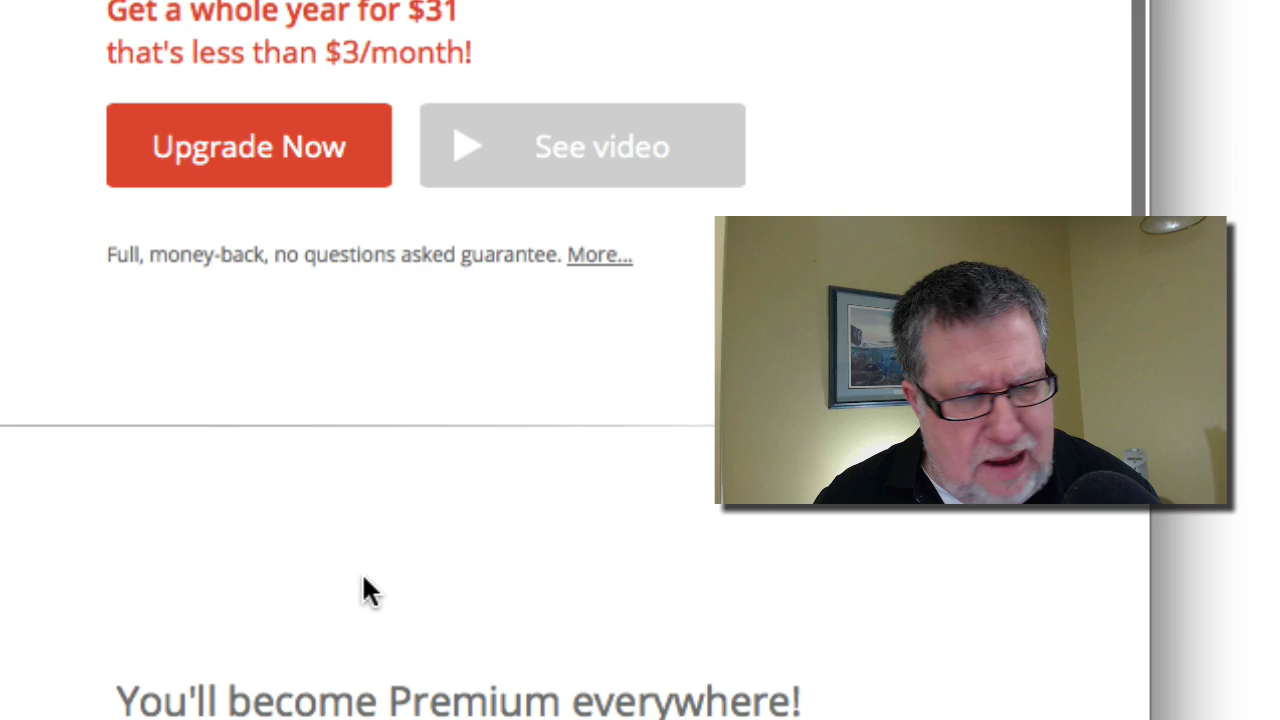 Get a whole year for $31
that's less than $3/month!
Upgrade Now
See video
Full, money-back, no questions asked guarantee. More...
You'll become Premium everywhere!